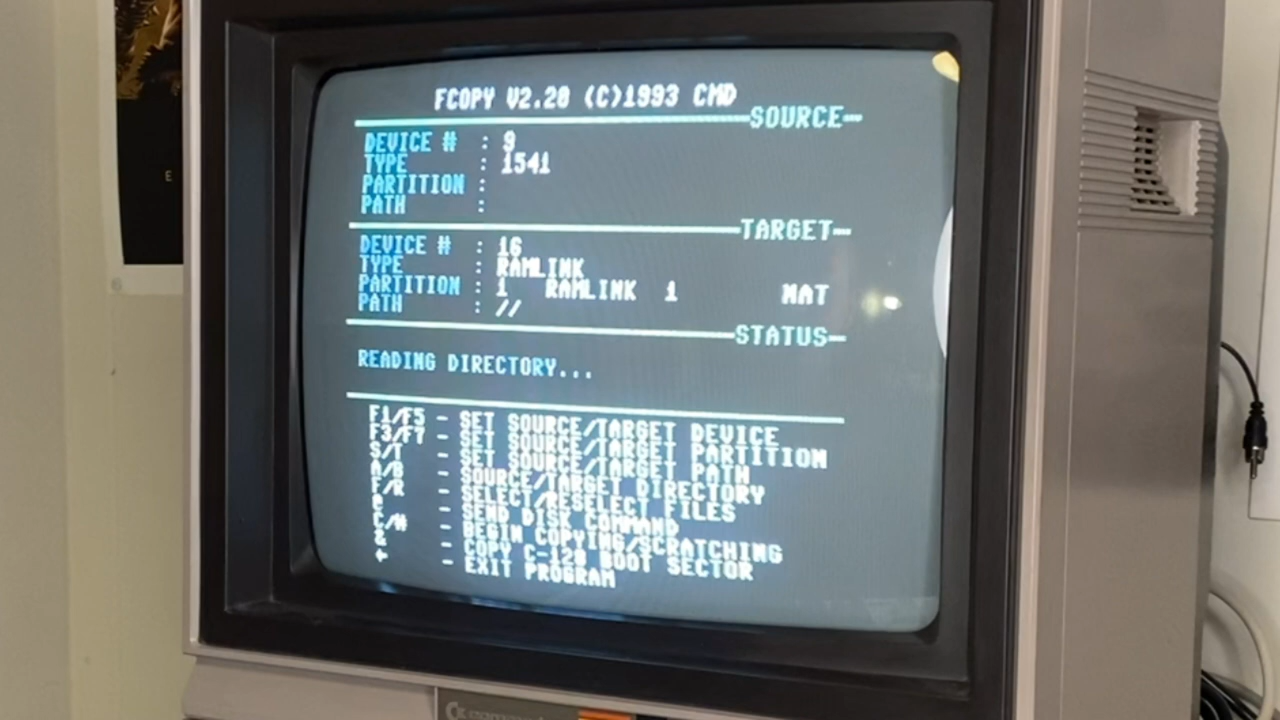 FCOPY V2.20 (C)1993 CMD
SOURCE
DEVICE # : 9
TYPE : 1541
PARTITION :
PATH :
TARGET
DEVICE # : 16
TYPE : RAMLINK
PARTITION : 1 RAMLINK 1 NAT
PATH : //
STATUS
READING DIRECTORY...
F1/F5 - SET SOURCE/TARGET DEVICE
F3/F7 - SET SOURCE/TARGET PARTITION
S/T - SET SOURCE/TARGET PATH
A/B - SOURCE/TARGET DIRECTORY
F/R - SELECT/RESELECT FILES
@ - SEND DISK COMMAND
E/# - BEGIN COPYING/SCRATCHING
& - COPY C-128 BOOT SECTOR
← - EXIT PROGRAM
E
commodore